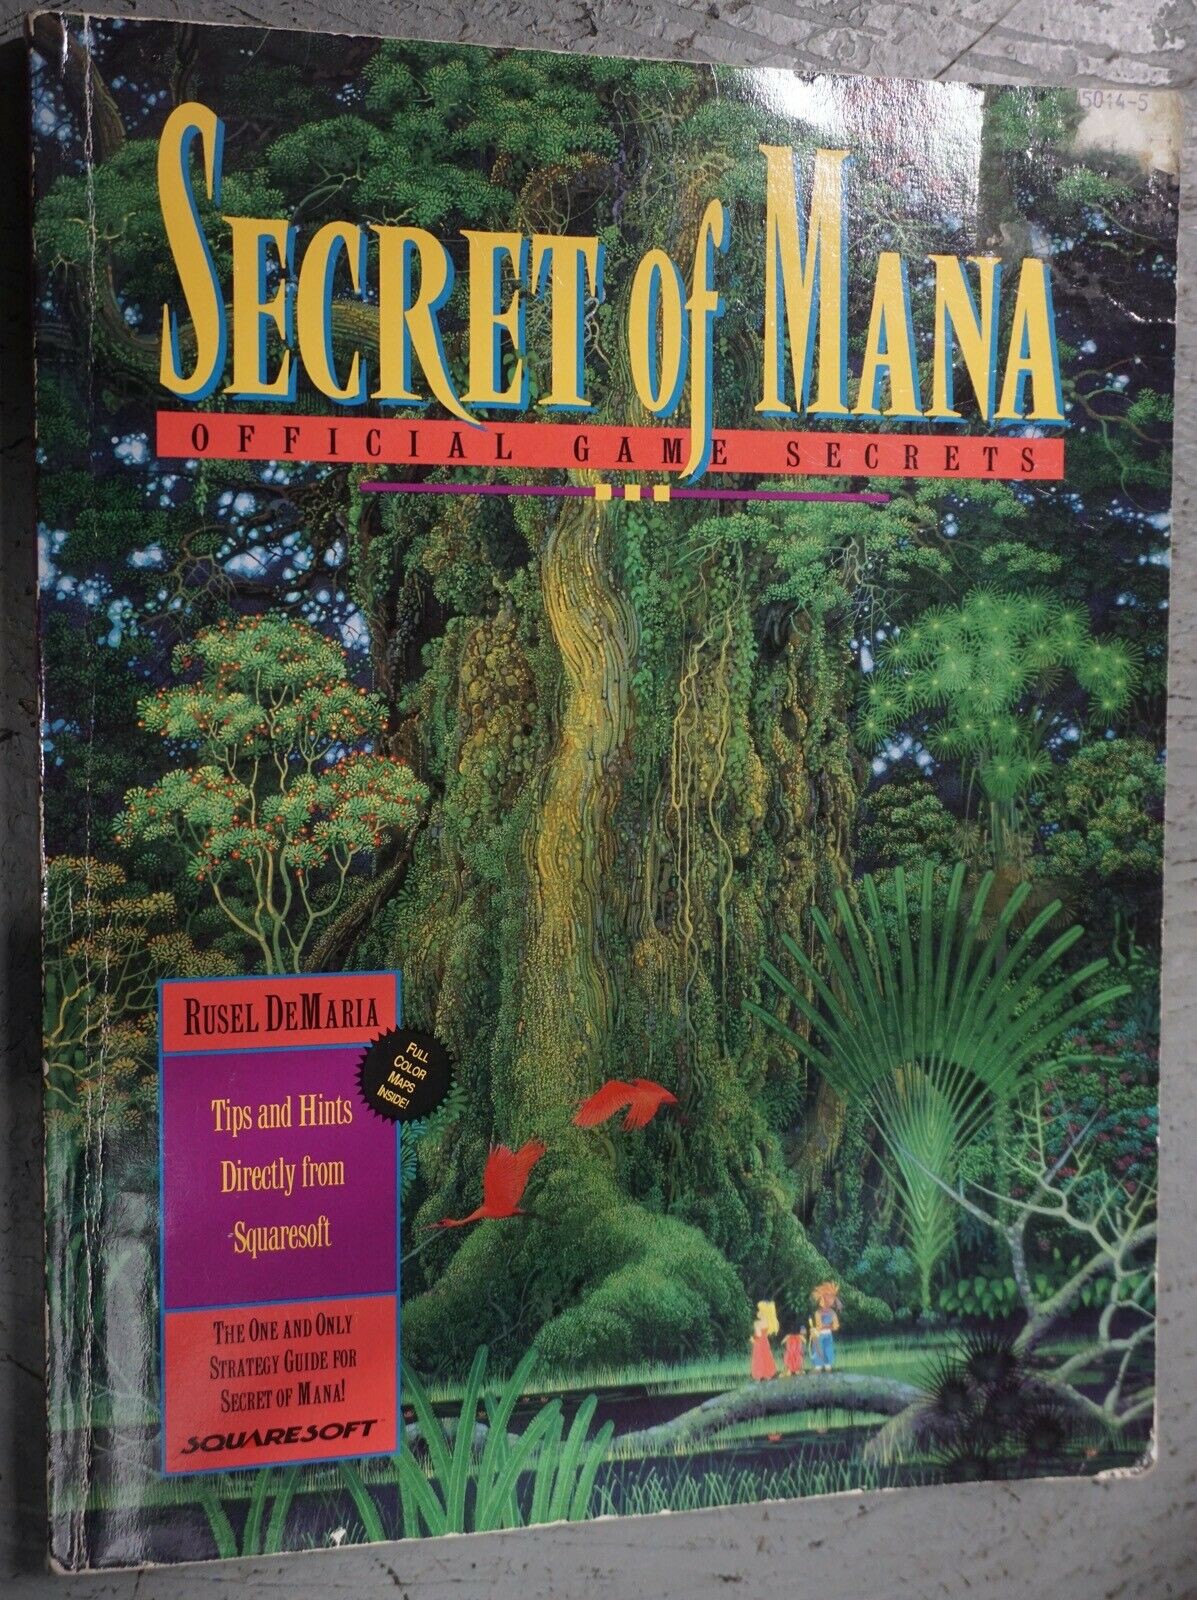 5014-5
SECRET OF MANA
OFFICIAL GAME SECRETS
RUSEL DEMARIA
FULL
COLOR
MAPS
INSIDE!
Tips and Hints
Directly from
Squaresoft
THE ONE AND ONLY
STRATEGY GUIDE FOR
SECRET OF MANA!
SQUARESOFT™